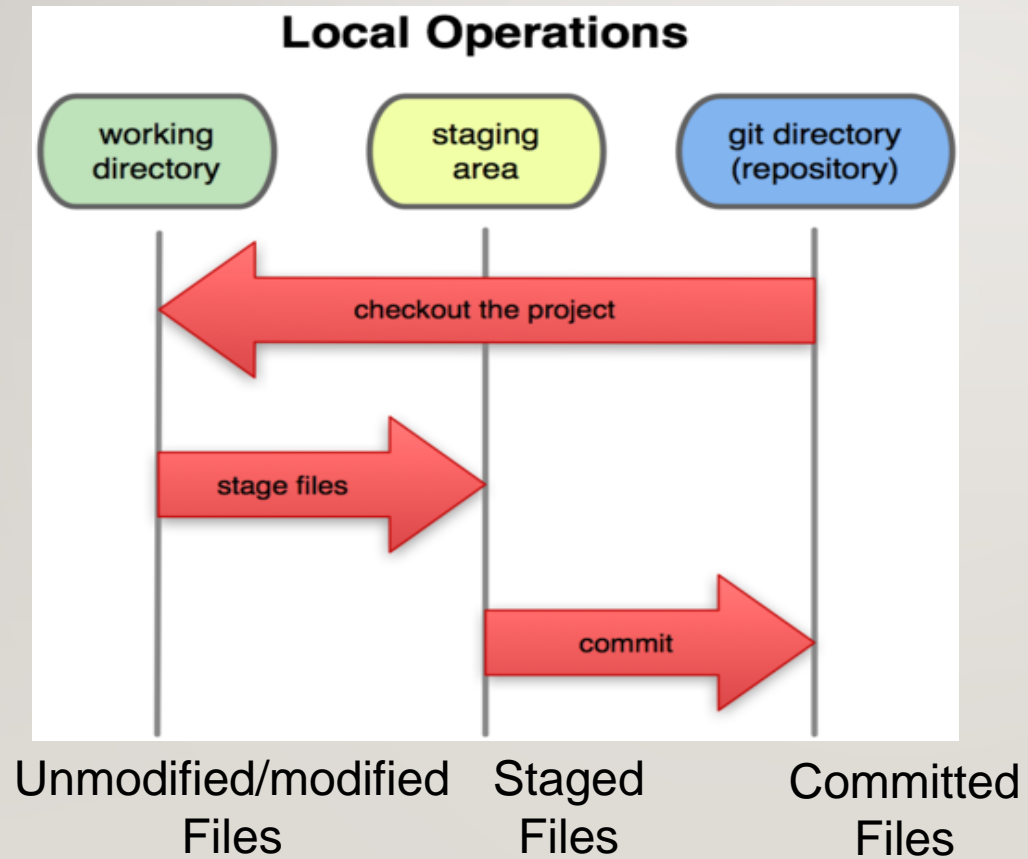 Local Operations
working
directory
staging
area
git directory
(repository)
checkout the project
stage files
commit
Unmodified/modified
Files
Staged
Files
Committed
Files